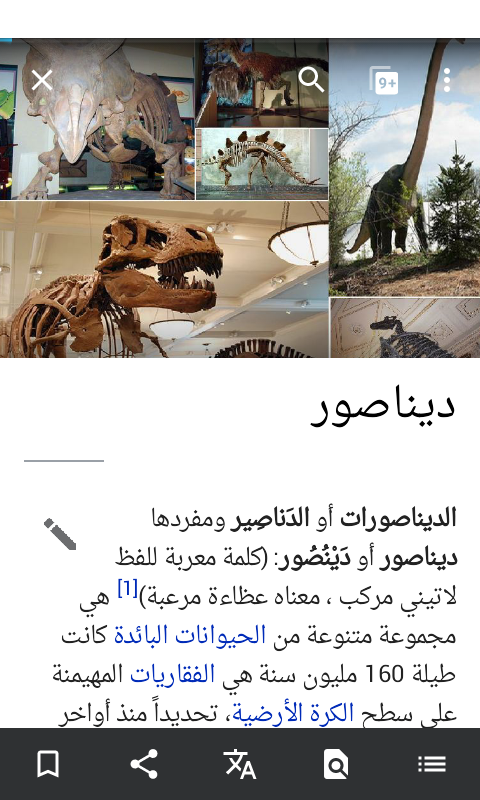 9+
ديناصور
الديناصورات أو الدَناصِير ومفردها
ديناصور أو دَيْنُصُور: (كلمة معربة للفظ
لاتيني مركب ، معناه عظاءة مرعبة)[1] هي
مجموعة متنوعة من الحيوانات البائدة كانت
طيلة 160 مليون سنة هي الفقاريات المهيمنة
على سطح الكرة الأرضية، تحديداً منذ أواخر